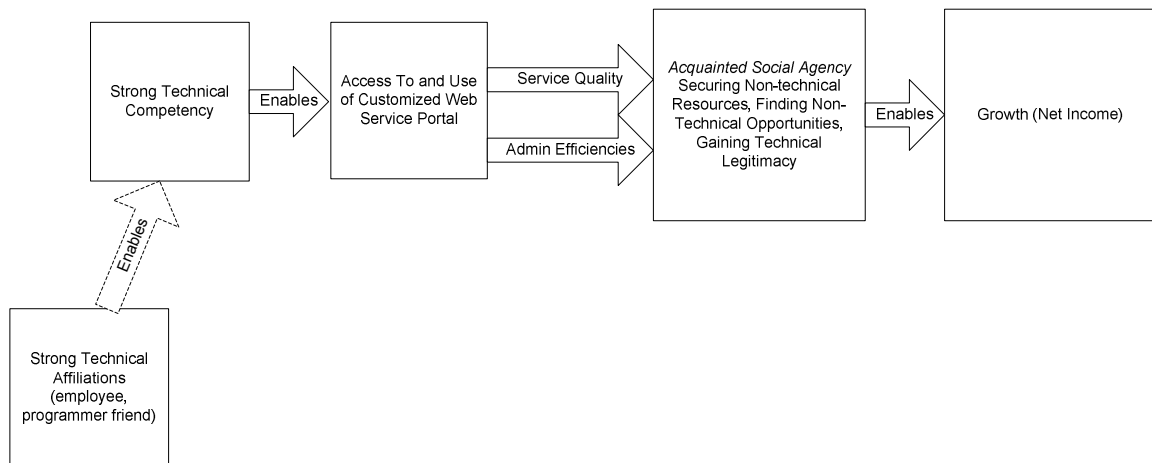 Strong Technical
Competency
Enables
Access To and Use
of Customized Web
Service Portal
Service Quality
Admin Efficiencies
Acquainted Social Agency
Securing Non-technical
Resources, Finding Non-
Technical Opportunities,
Gaining Technical
Legitimacy
Enables
Growth (Net Income)
Enables
Strong Technical
Affiliations
(employee,
programmer friend)